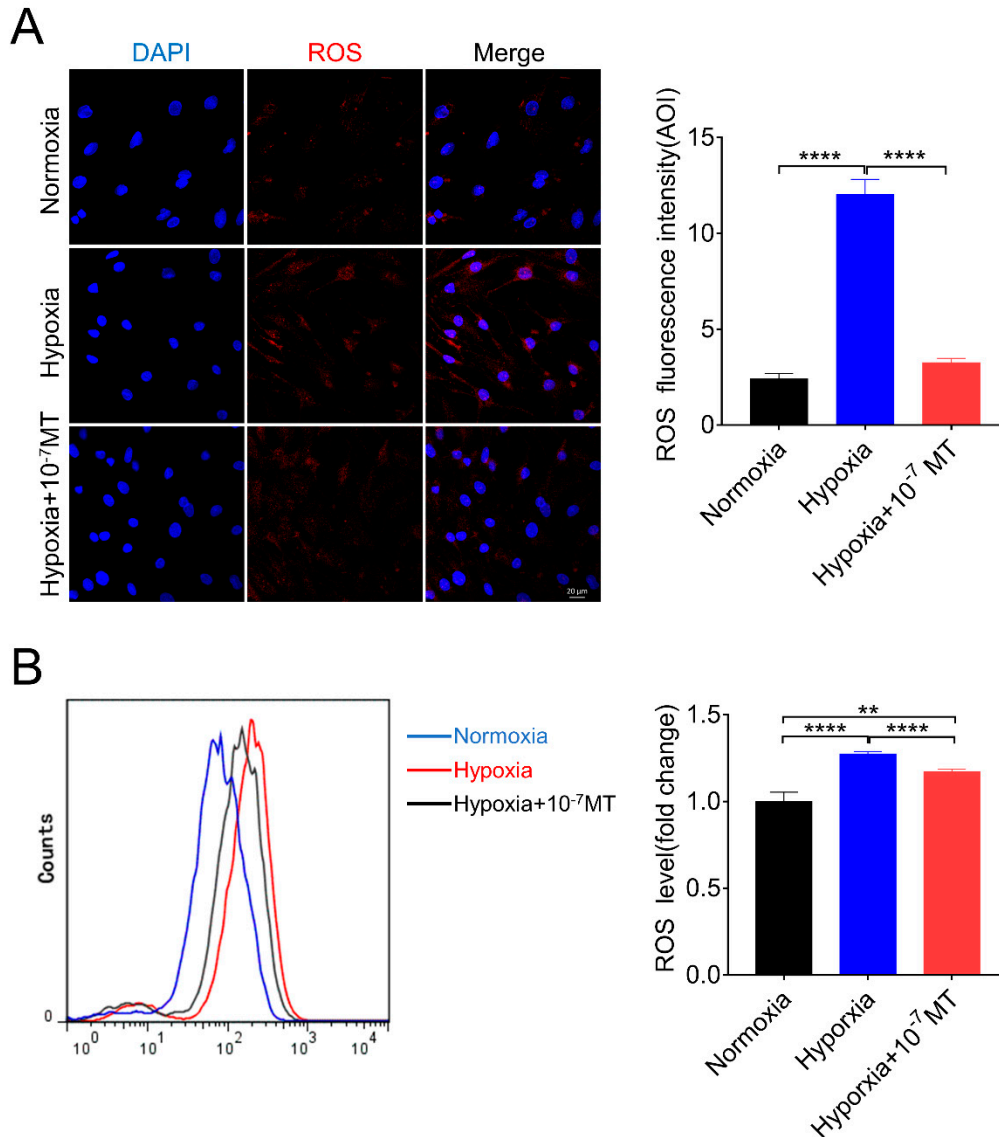 A
DAPI ROS Merge
Normoxia
Hypoxia
Hypoxia+10⁻⁷MT
20 μm
ROS fluorescence intensity(AOI)
15
10
5
0
**** ****
Normoxia
Hypoxia
Hypoxia+10⁻⁷ MT
B
Counts
0
10⁰ 10¹ 10² 10³ 10⁴
Normoxia
Hypoxia
Hypoxia+10⁻⁷MT
ROS level(fold change)
1.5
1.0
0.5
0.0
**
**** ****
Normoxia
Hyporxia
Hyporxia+10⁻⁷MT